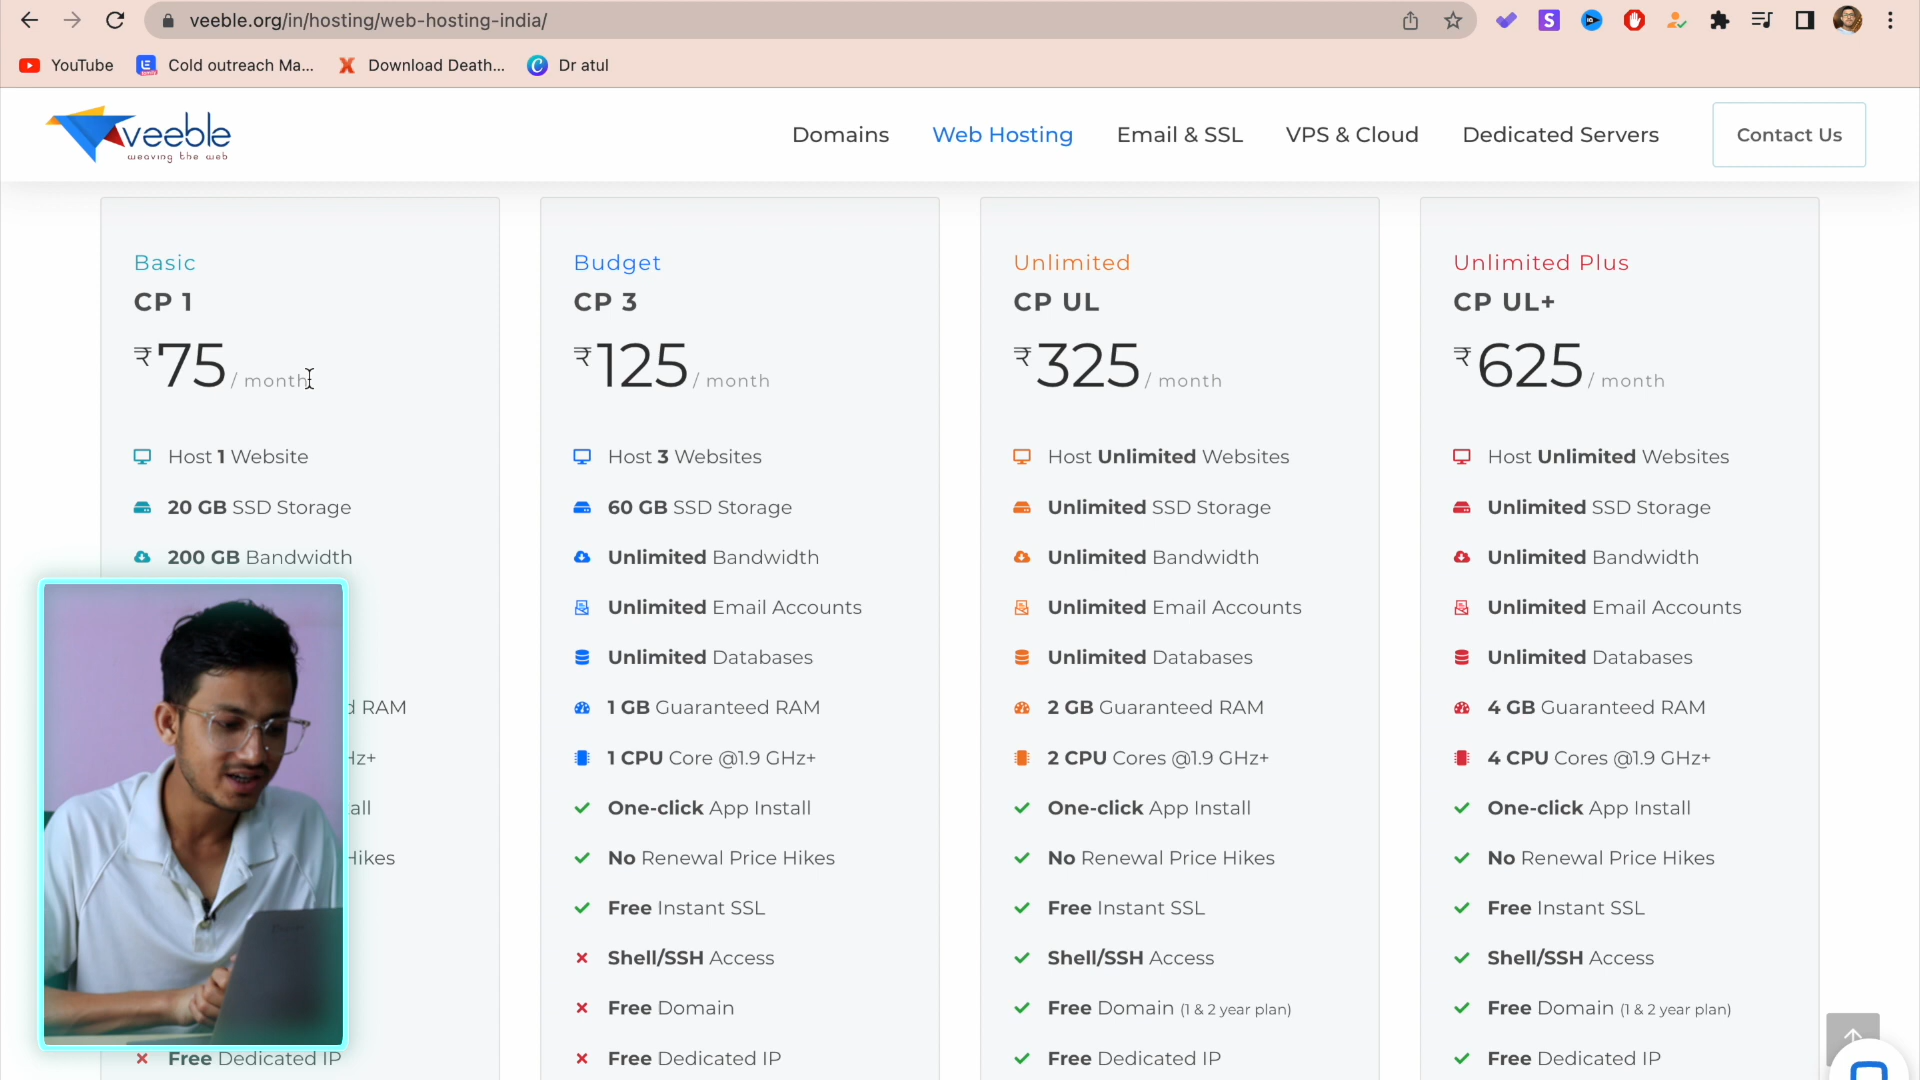 veeble.org/in/hosting/web-hosting-india/
YouTube
Cold outreach Ma...
Download Death...
Dr atul
veeble
weaving the web
Domains
Web Hosting
Email & SSL
VPS & Cloud
Dedicated Servers
Contact Us
Basic
CP 1
₹75 / month
Host 1 Website
20 GB SSD Storage
200 GB Bandwidth
d RAM
Hz+
all
Hikes
Free Dedicated IP
Budget
CP 3
₹125 / month
Host 3 Websites
60 GB SSD Storage
Unlimited Bandwidth
Unlimited Email Accounts
Unlimited Databases
1 GB Guaranteed RAM
1 CPU Core @1.9 GHz+
One-click App Install
No Renewal Price Hikes
Free Instant SSL
Shell/SSH Access
Free Domain
Free Dedicated IP
Unlimited
CP UL
₹325 / month
Host Unlimited Websites
Unlimited SSD Storage
Unlimited Bandwidth
Unlimited Email Accounts
Unlimited Databases
2 GB Guaranteed RAM
2 CPU Cores @1.9 GHz+
One-click App Install
No Renewal Price Hikes
Free Instant SSL
Shell/SSH Access
Free Domain (1 & 2 year plan)
Free Dedicated IP
Unlimited Plus
CP UL+
₹625 / month
Host Unlimited Websites
Unlimited SSD Storage
Unlimited Bandwidth
Unlimited Email Accounts
Unlimited Databases
4 GB Guaranteed RAM
4 CPU Cores @1.9 GHz+
One-click App Install
No Renewal Price Hikes
Free Instant SSL
Shell/SSH Access
Free Domain (1 & 2 year plan)
Free Dedicated IP